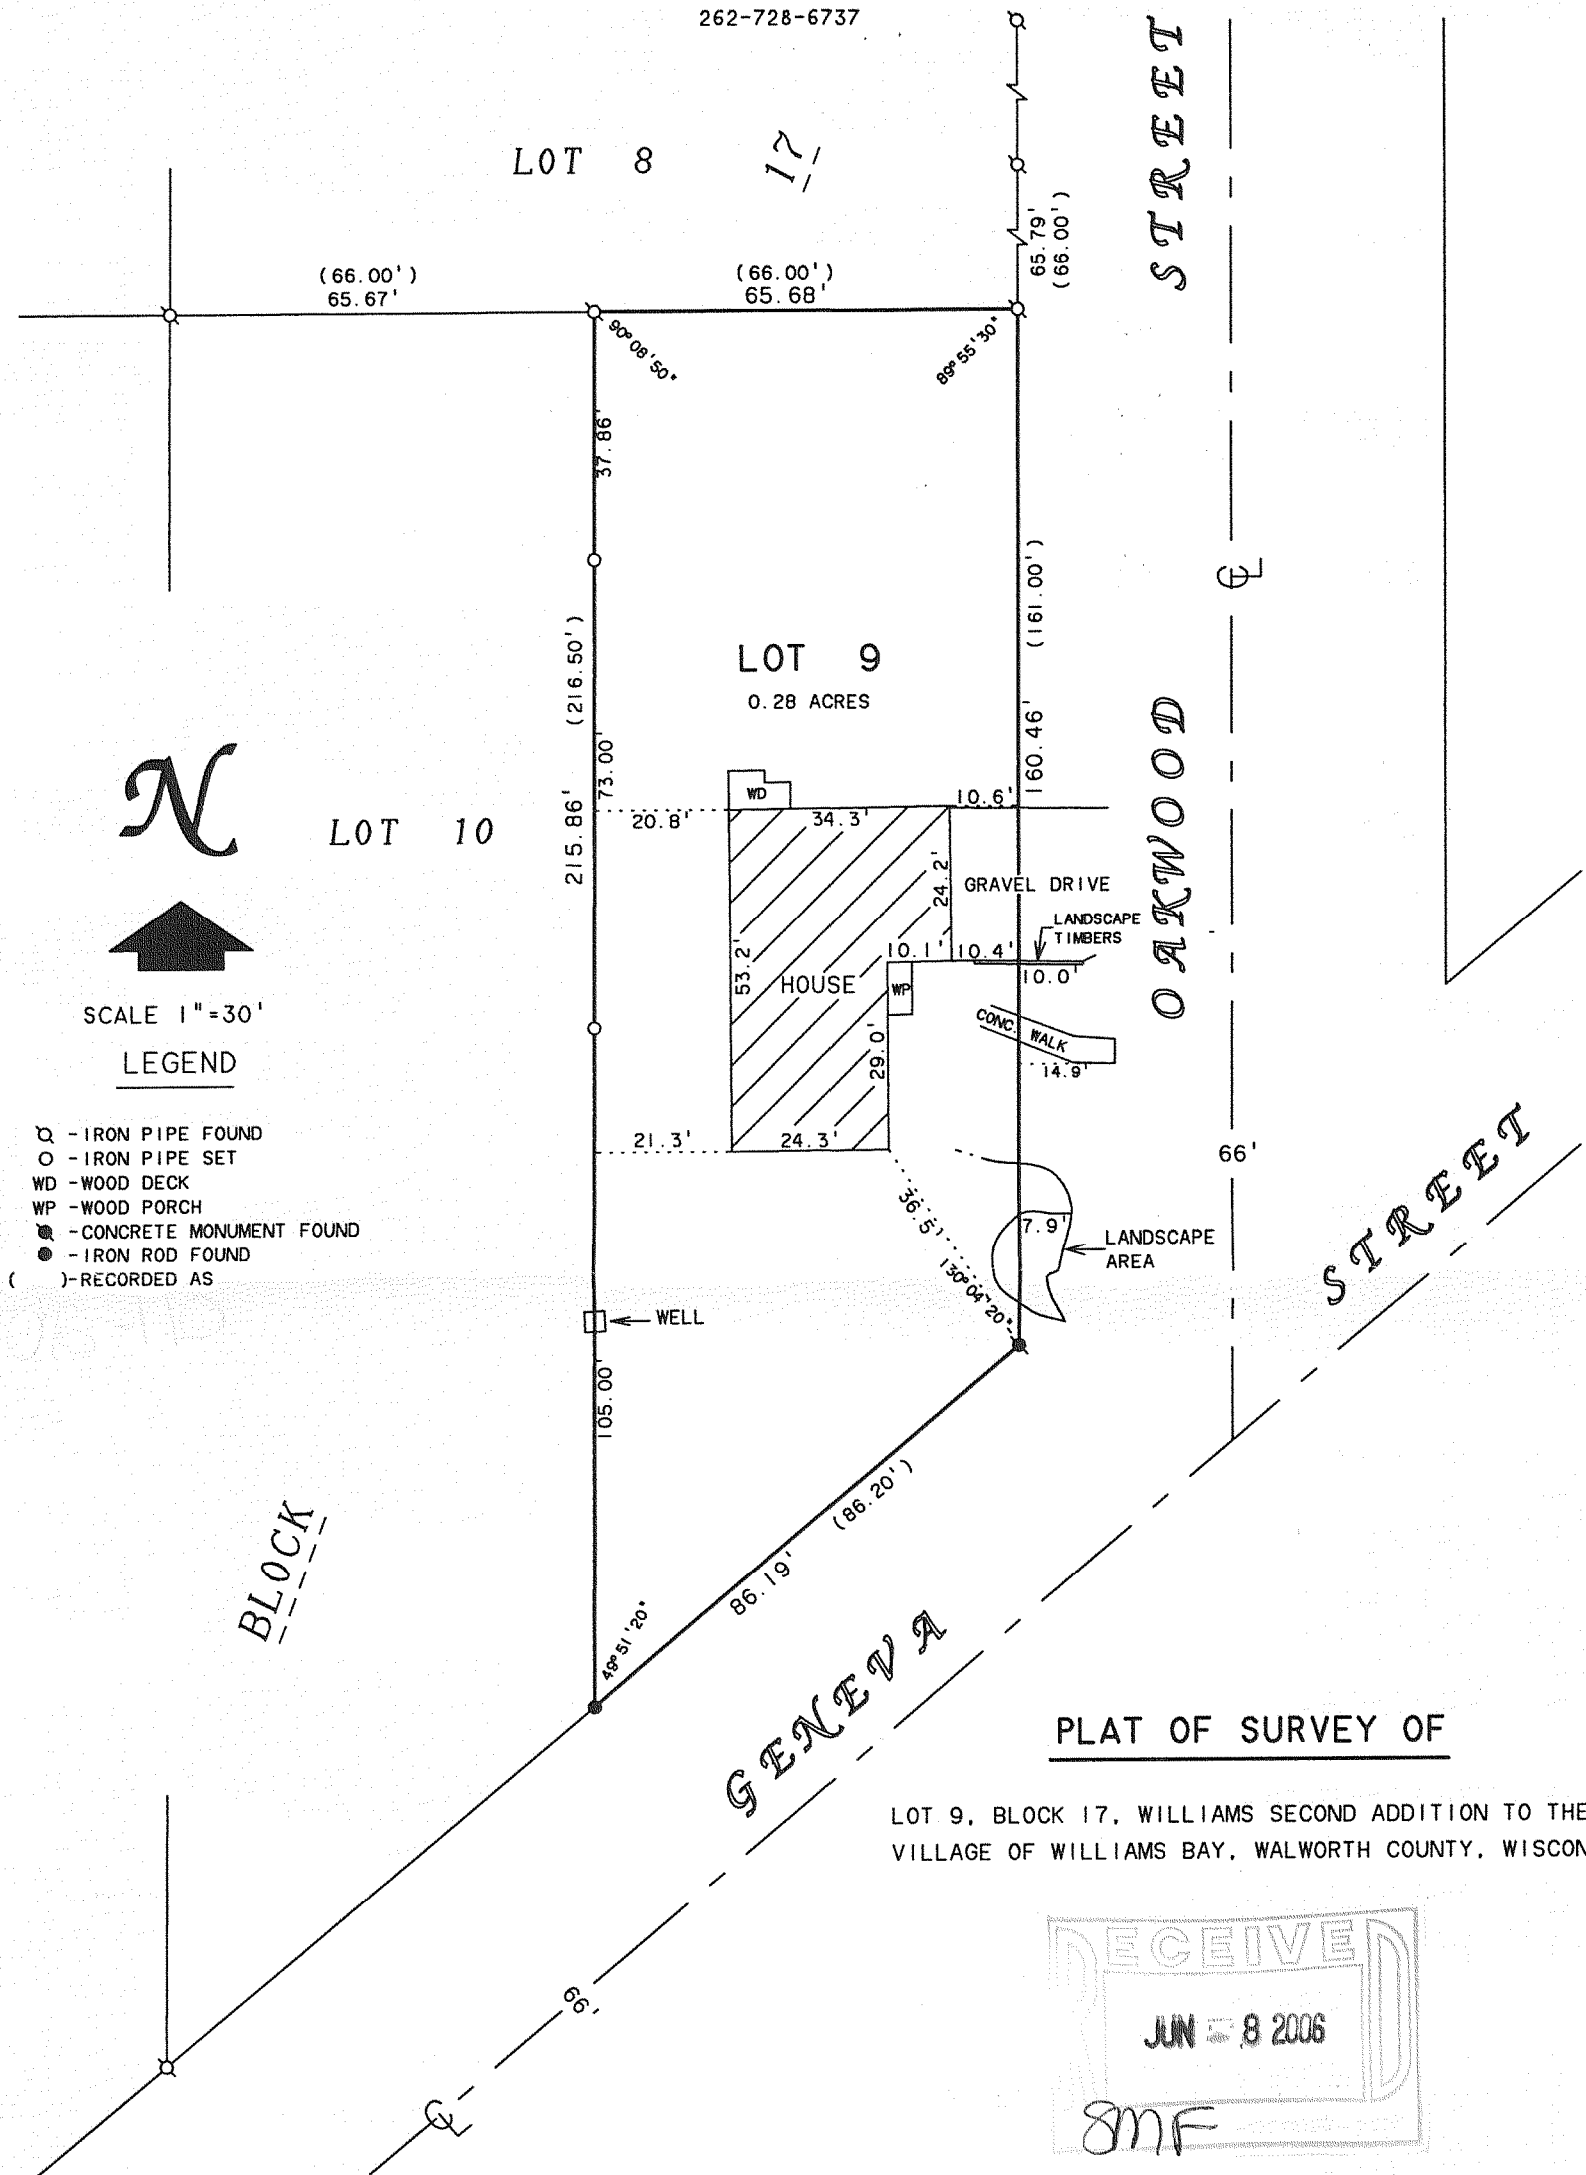 262-728-6737
STREET
LOT 8
17
65.79'
(66.00')
(66.00')
65.67'
(66.00')
65.68'
90°08'50"
89°55'30"
37.86'
(161.00')
(216.50')
LOT 9
0.28 ACRES
160.46'
OAKWOOD
N
LOT 10
73.00'
215.86'
WD
20.8'
34.3'
10.6'
24.2'
GRAVEL DRIVE
LANDSCAPE
TIMBERS
53.2'
10.1'
10.4'
10.0'
HOUSE
WP
SCALE 1"=30'
CONC. WALK
29.0'
14.9'
LEGEND
-IRON PIPE FOUND
-IRON PIPE SET
WD -WOOD DECK
WP -WOOD PORCH
-CONCRETE MONUMENT FOUND
-IRON ROD FOUND
( )-RECORDED AS
21.3'
24.3'
66'
STREET
36.5'
7.9'
LANDSCAPE
AREA
130°04'20"
WELL
105.00'
(86.20')
86.19'
BLOCK
49°51'20"
GENEVA
PLAT OF SURVEY OF
LOT 9, BLOCK 17, WILLIAMS SECOND ADDITION TO THE
VILLAGE OF WILLIAMS BAY, WALWORTH COUNTY, WISCON
RECEIVED
66'
JUN - 8 2006
SMF